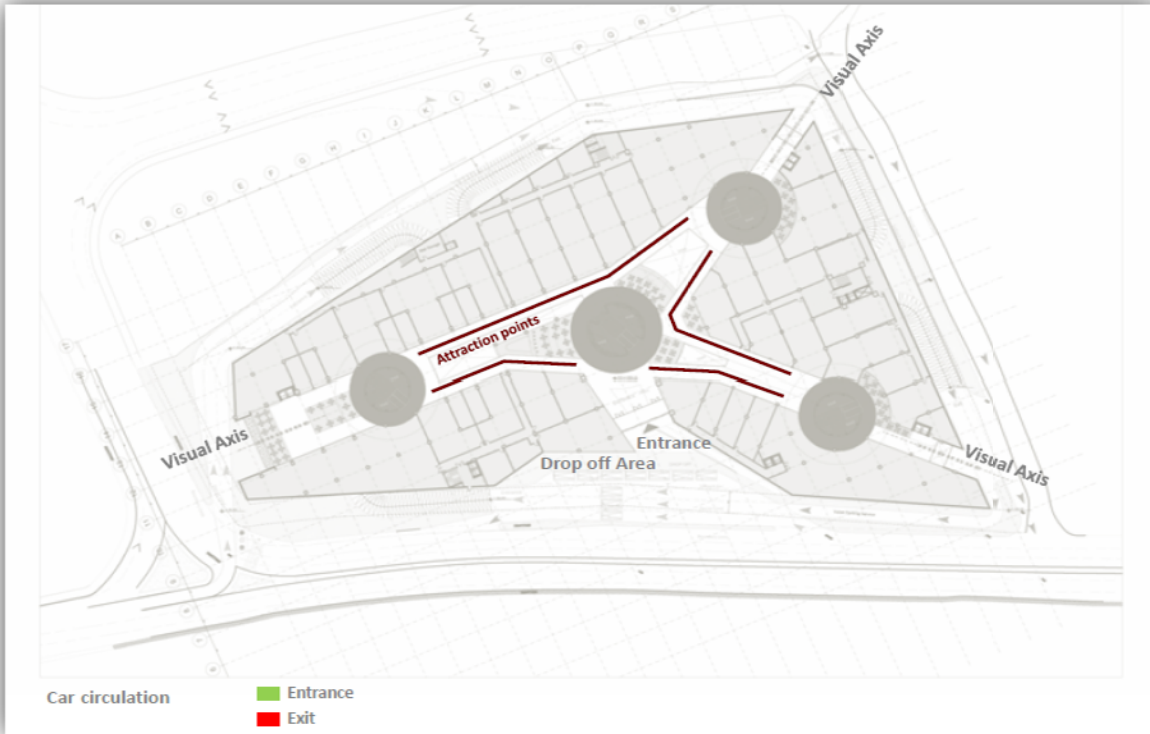 Visual Axis
Attraction points
Visual Axis
Entrance
Drop off Area
Visual Axis
Car circulation
Entrance
Exit